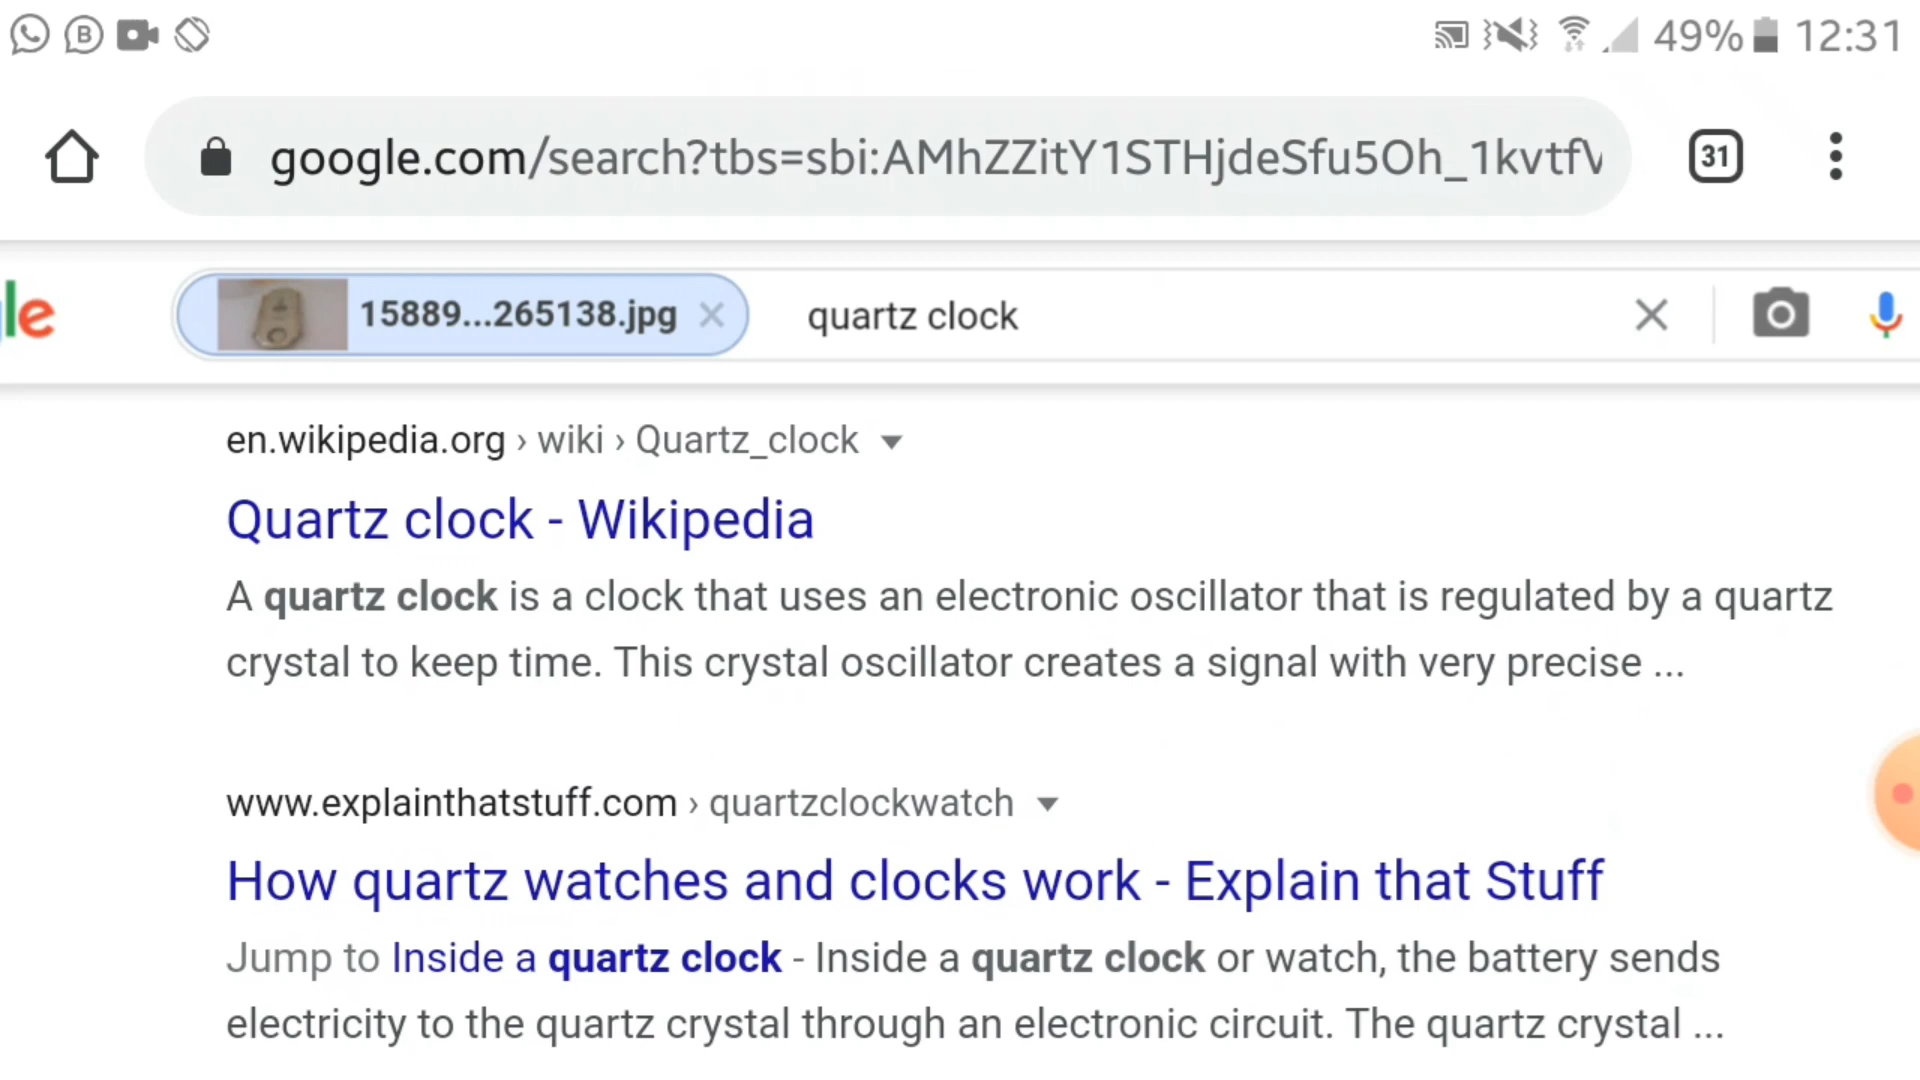 B 49% 12:31
google.com/search?tbs=sbi:AMhZZitY1STHjdeSfu5Oh_1kvtfV
31
le 15889...265138.jpg quartz clock
en.wikipedia.org › wiki › Quartz_clock
Quartz clock - Wikipedia
A quartz clock is a clock that uses an electronic oscillator that is regulated by a quartz
crystal to keep time. This crystal oscillator creates a signal with very precise ...
www.explainthatstuff.com › quartzclockwatch
How quartz watches and clocks work - Explain that Stuff
Jump to Inside a quartz clock - Inside a quartz clock or watch, the battery sends
electricity to the quartz crystal through an electronic circuit. The quartz crystal ...